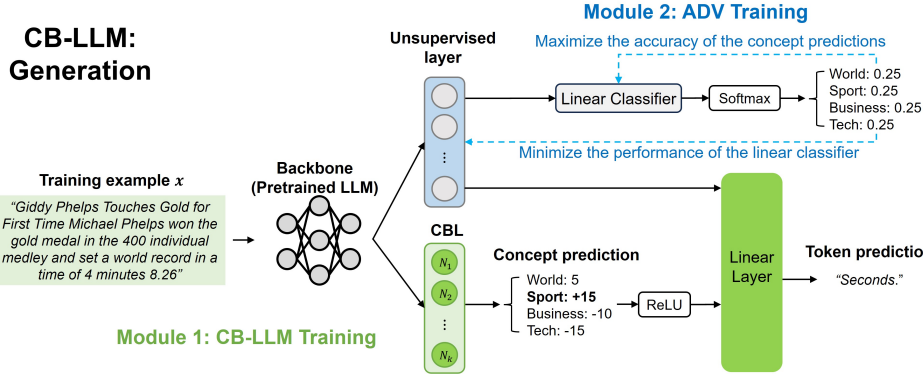 CB-LLM:
Generation
Module 2: ADV Training
Unsupervised
layer
Maximize the accuracy of the concept predictions
Linear Classifier
Softmax
World: 0.25
Sport: 0.25
Business: 0.25
Tech: 0.25
Minimize the performance of the linear classifier
⋮
Training example x
"Giddy Phelps Touches Gold for
First Time Michael Phelps won the
gold medal in the 400 individual
medley and set a world record in a
time of 4 minutes 8.26"
Backbone
(Pretrained LLM)
CBL
N₁
N₂
⋮
Nₖ
Concept prediction
World: 5
Sport: +15
Business: -10
Tech: -15
ReLU
Linear
Layer
Token predictio
"Seconds."
Module 1: CB-LLM Training